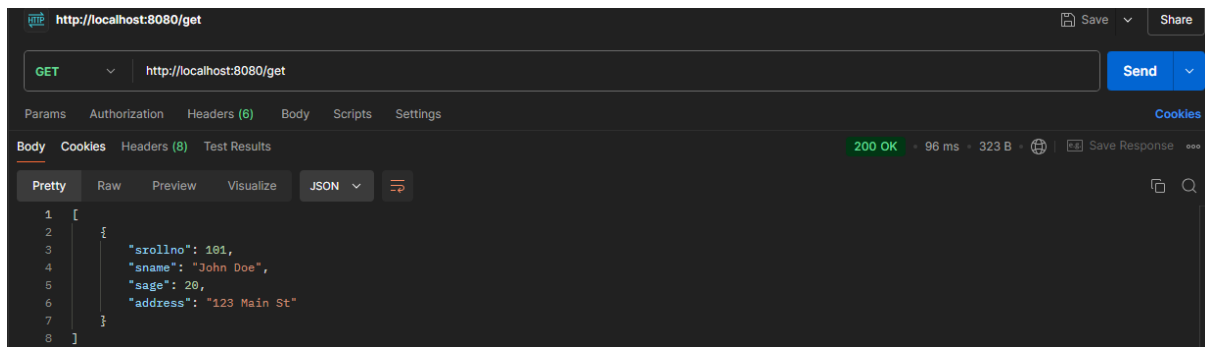 HTTP http://localhost:8080/get Save Share
GET http://localhost:8080/get Send
Params Authorization Headers (6) Body Scripts Settings Cookies
Body Cookies Headers (8) Test Results 200 OK • 96 ms • 323 B • e.g. Save Response
Pretty Raw Preview Visualize JSON
1 [
2 {
3 "srollno": 101,
4 "sname": "John Doe",
5 "sage": 20,
6 "address": "123 Main St"
7 }
8 ]